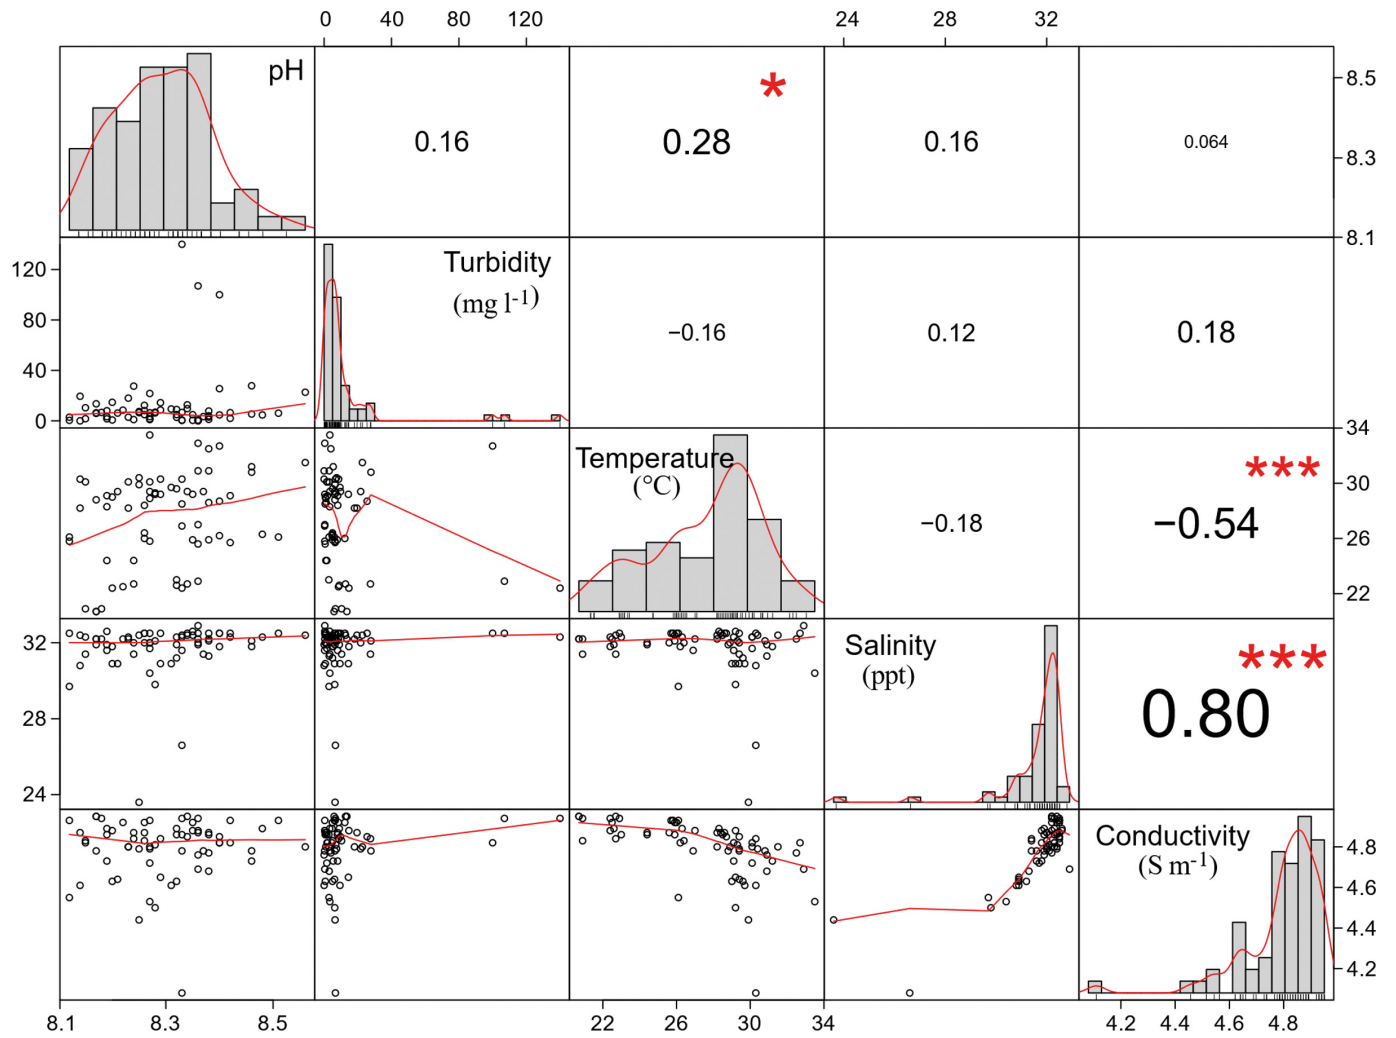 0 40 80 120 24 28 32
pH
*
0.16 0.28 0.16 0.064
8.5
8.3
8.1
Turbidity
(mg l-1)
−0.16 0.12 0.18
120
80
40
0
Temperature
(°C)
***
−0.18 −0.54
34
30
26
22
Salinity
(ppt)
***
0.80
32
28
24
Conductivity
(S m-1)
4.8
4.6
4.4
4.2
8.1 8.3 8.5 22 26 30 34 4.2 4.4 4.6 4.8